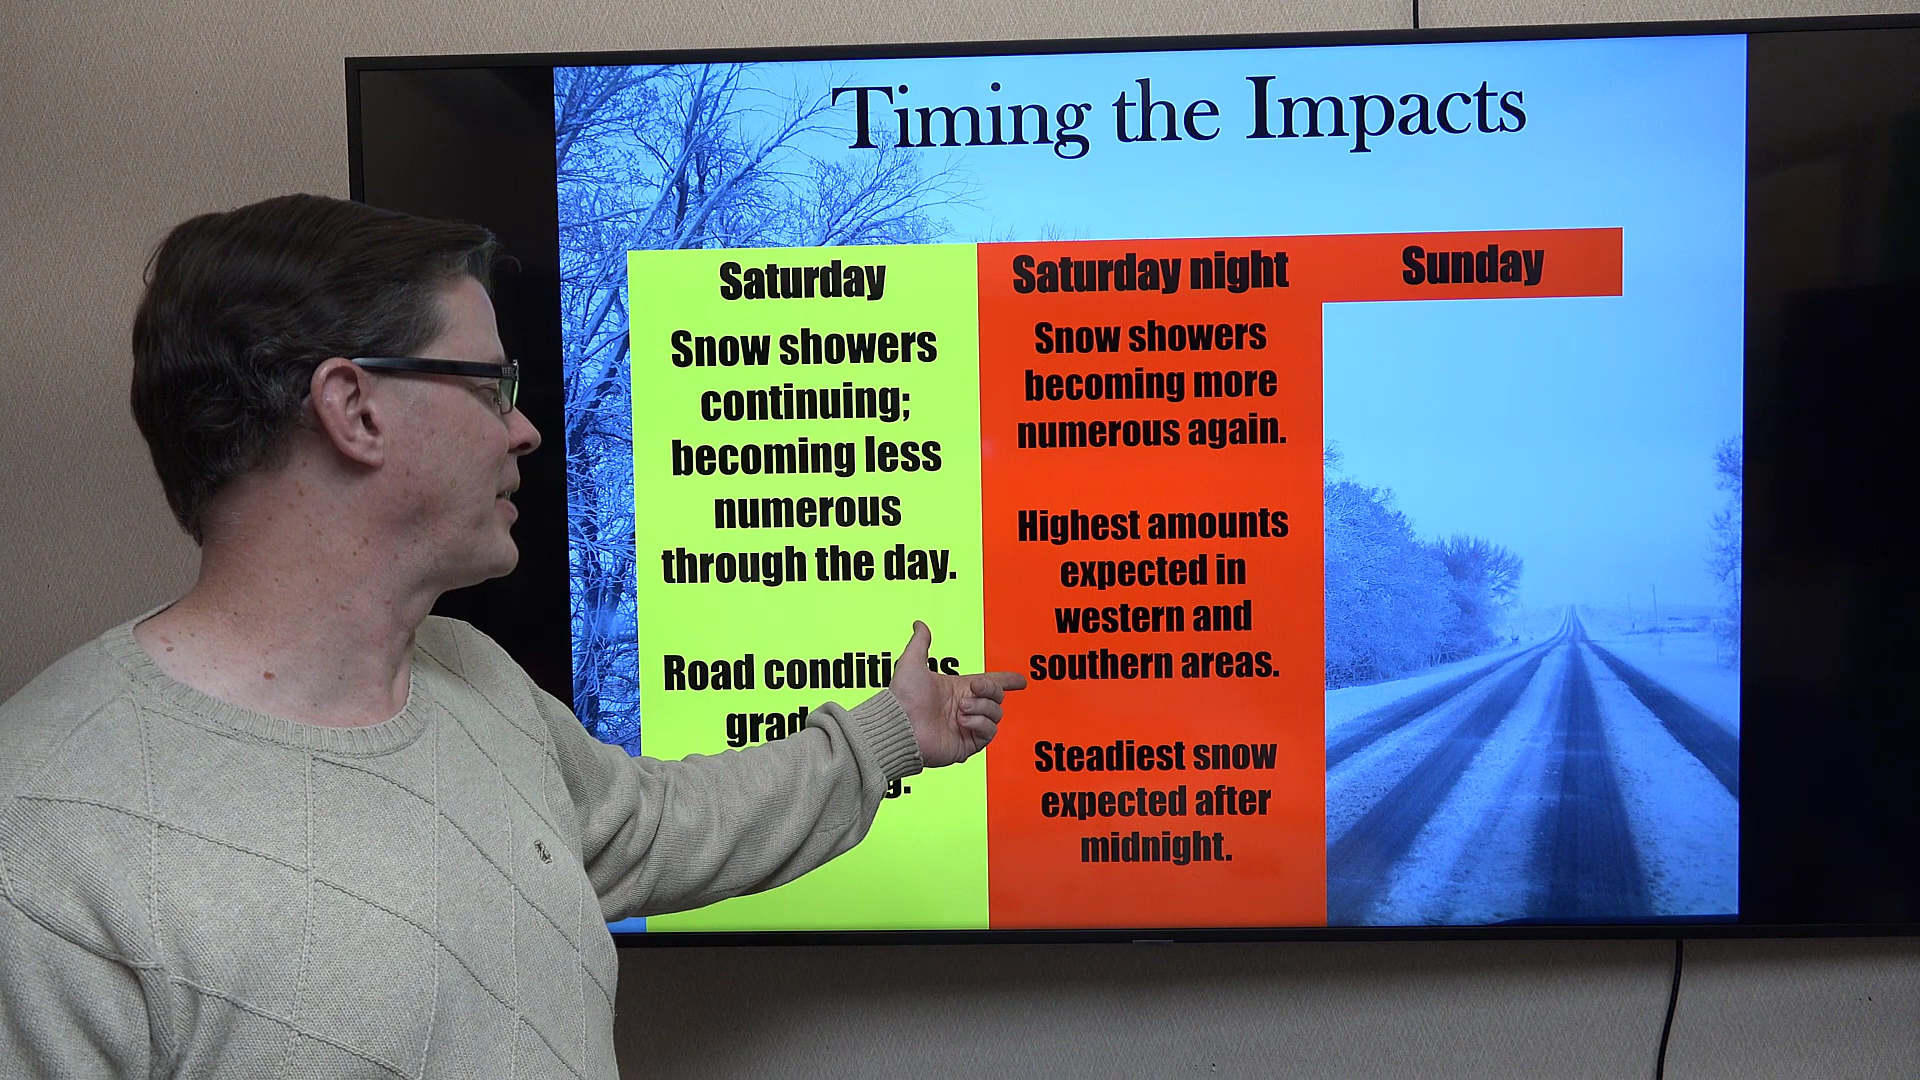 Timing the Impacts
Saturday
Snow showers
continuing;
becoming less
numerous
through the day.
Road
Saturday night
Snow showers
becoming more
numerous again.
Highest amounts
expected in
western and
southern areas.
Steadiest snow
expected after
midnight.
Sunday